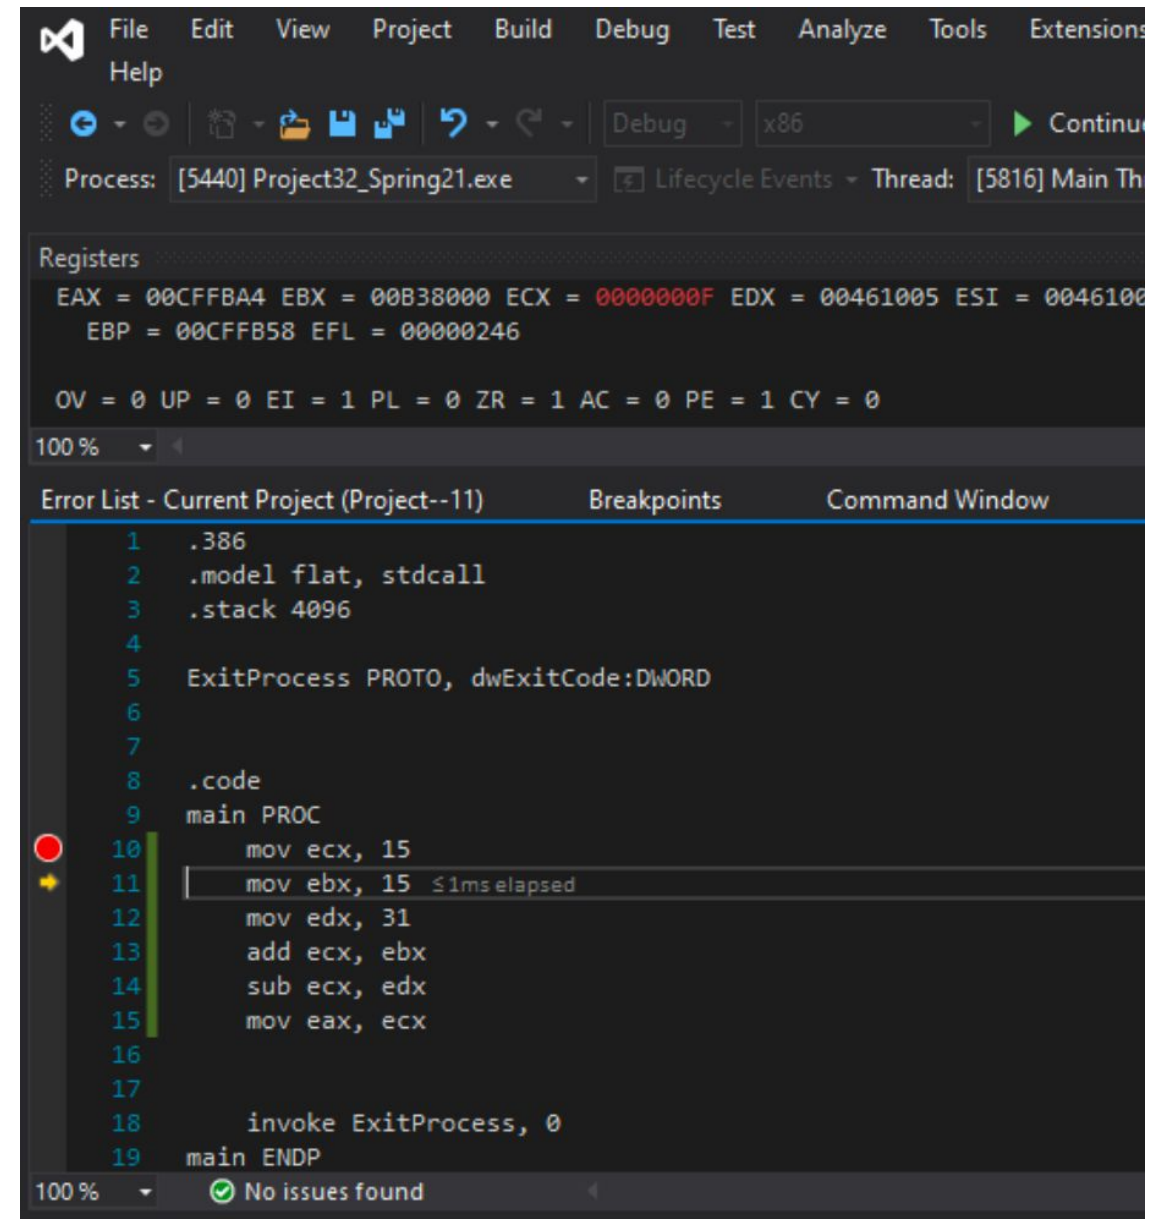 File Edit View Project Build Debug Test Analyze Tools Extensions
Help
Debug x86 Continu
Process: [5440] Project32_Spring21.exe Lifecycle Events Thread: [5816] Main Th
Registers
EAX = 00CFFBA4 EBX = 00B38000 ECX = 0000000F EDX = 00461005 ESI = 0046100
EBP = 00CFFB58 EFL = 00000246
OV = 0 UP = 0 EI = 1 PL = 0 ZR = 1 AC = 0 PE = 1 CY = 0
100 %
Error List - Current Project (Project--11) Breakpoints Command Window
1 .386
2 .model flat, stdcall
3 .stack 4096
4
5 ExitProcess PROTO, dwExitCode:DWORD
6
7
8 .code
9 main PROC
10 mov ecx, 15
11 mov ebx, 15 ≤1ms elapsed
12 mov edx, 31
13 add ecx, ebx
14 sub ecx, edx
15 mov eax, ecx
16
17
18 invoke ExitProcess, 0
19 main ENDP
100 % No issues found